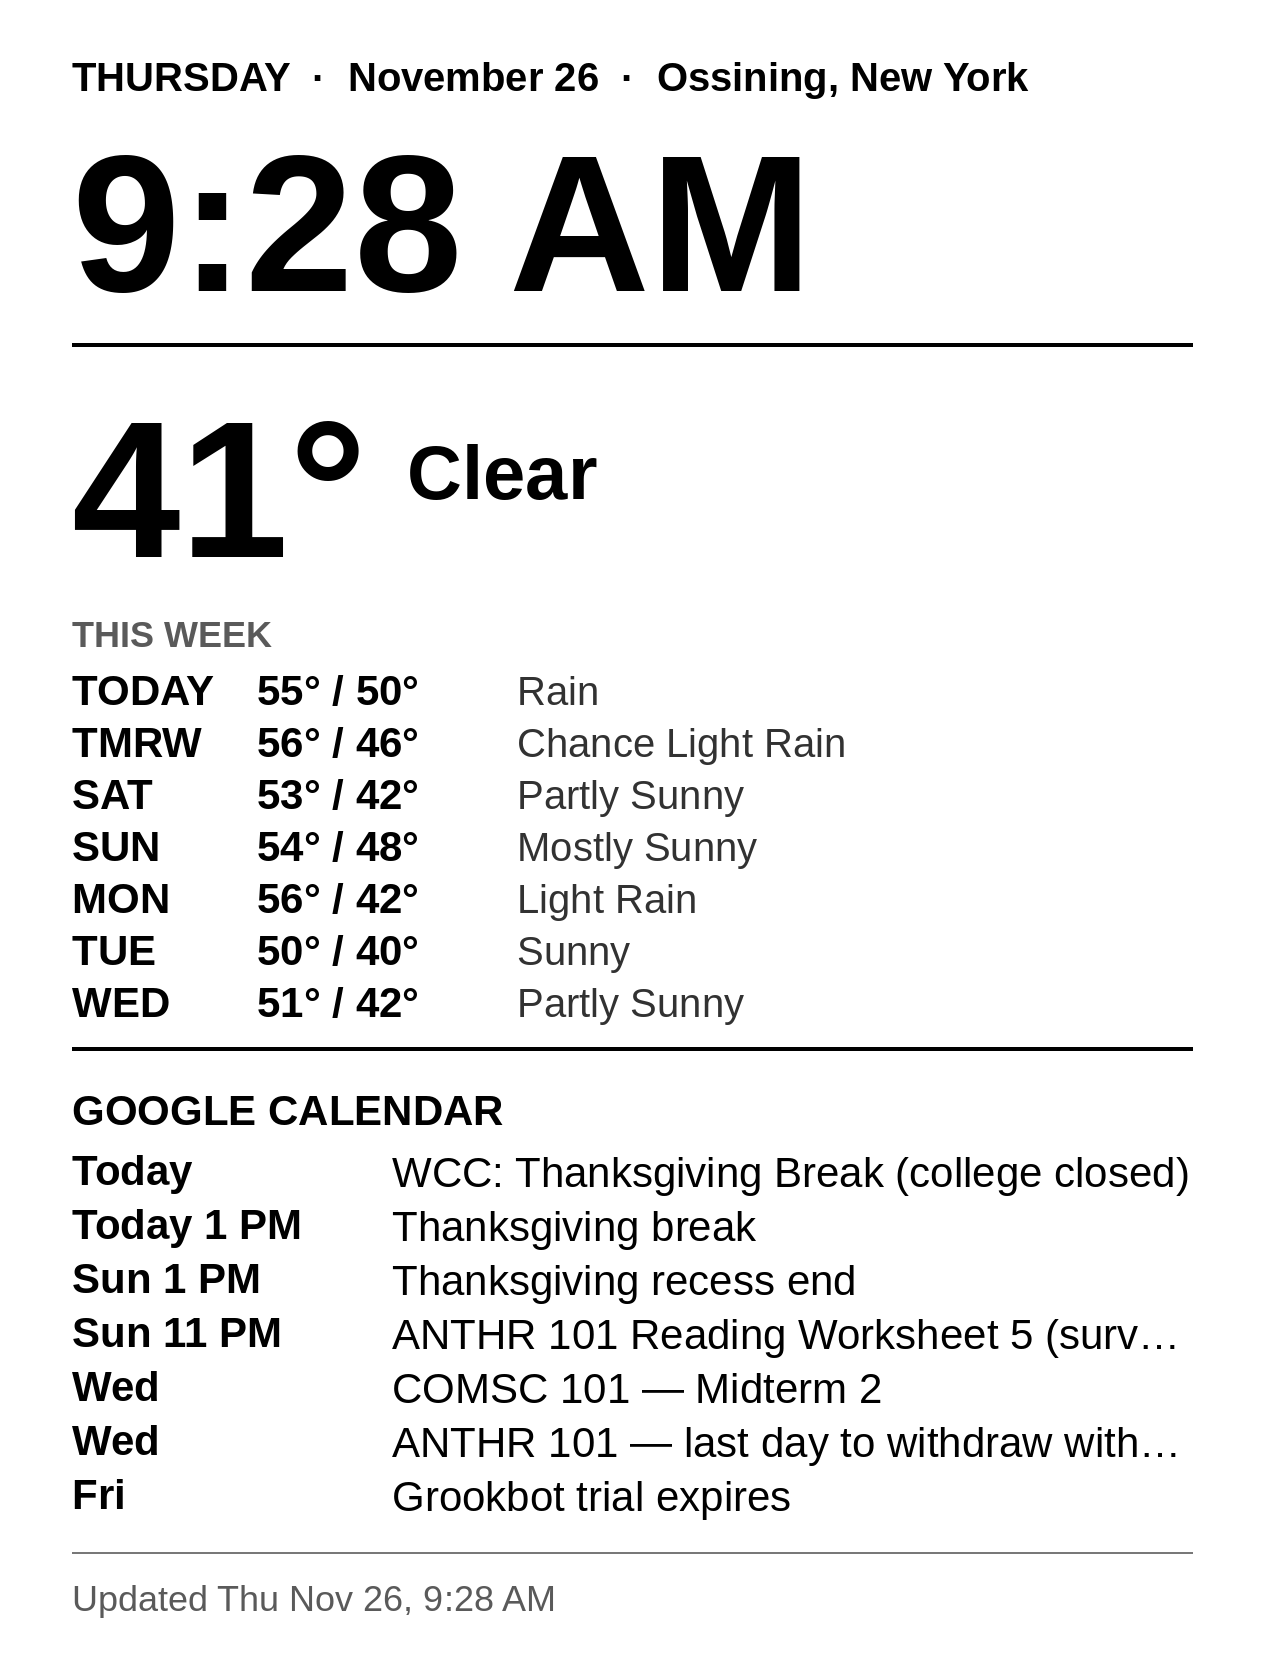 THURSDAY · November 26 · Ossining, New York
9:28 AM
41° Clear
THIS WEEK
TODAY 55° / 50° Rain
TMRW 56° / 46° Chance Light Rain
SAT 53° / 42° Partly Sunny
SUN 54° / 48° Mostly Sunny
MON 56° / 42° Light Rain
TUE 50° / 40° Sunny
WED 51° / 42° Partly Sunny
GOOGLE CALENDAR
Today WCC: Thanksgiving Break (college closed)
Today 1 PM Thanksgiving break
Sun 1 PM Thanksgiving recess end
Sun 11 PM ANTHR 101 Reading Worksheet 5 (surv…
Wed COMSC 101 — Midterm 2
Wed ANTHR 101 — last day to withdraw with…
Fri Grookbot trial expires
Updated Thu Nov 26, 9:28 AM